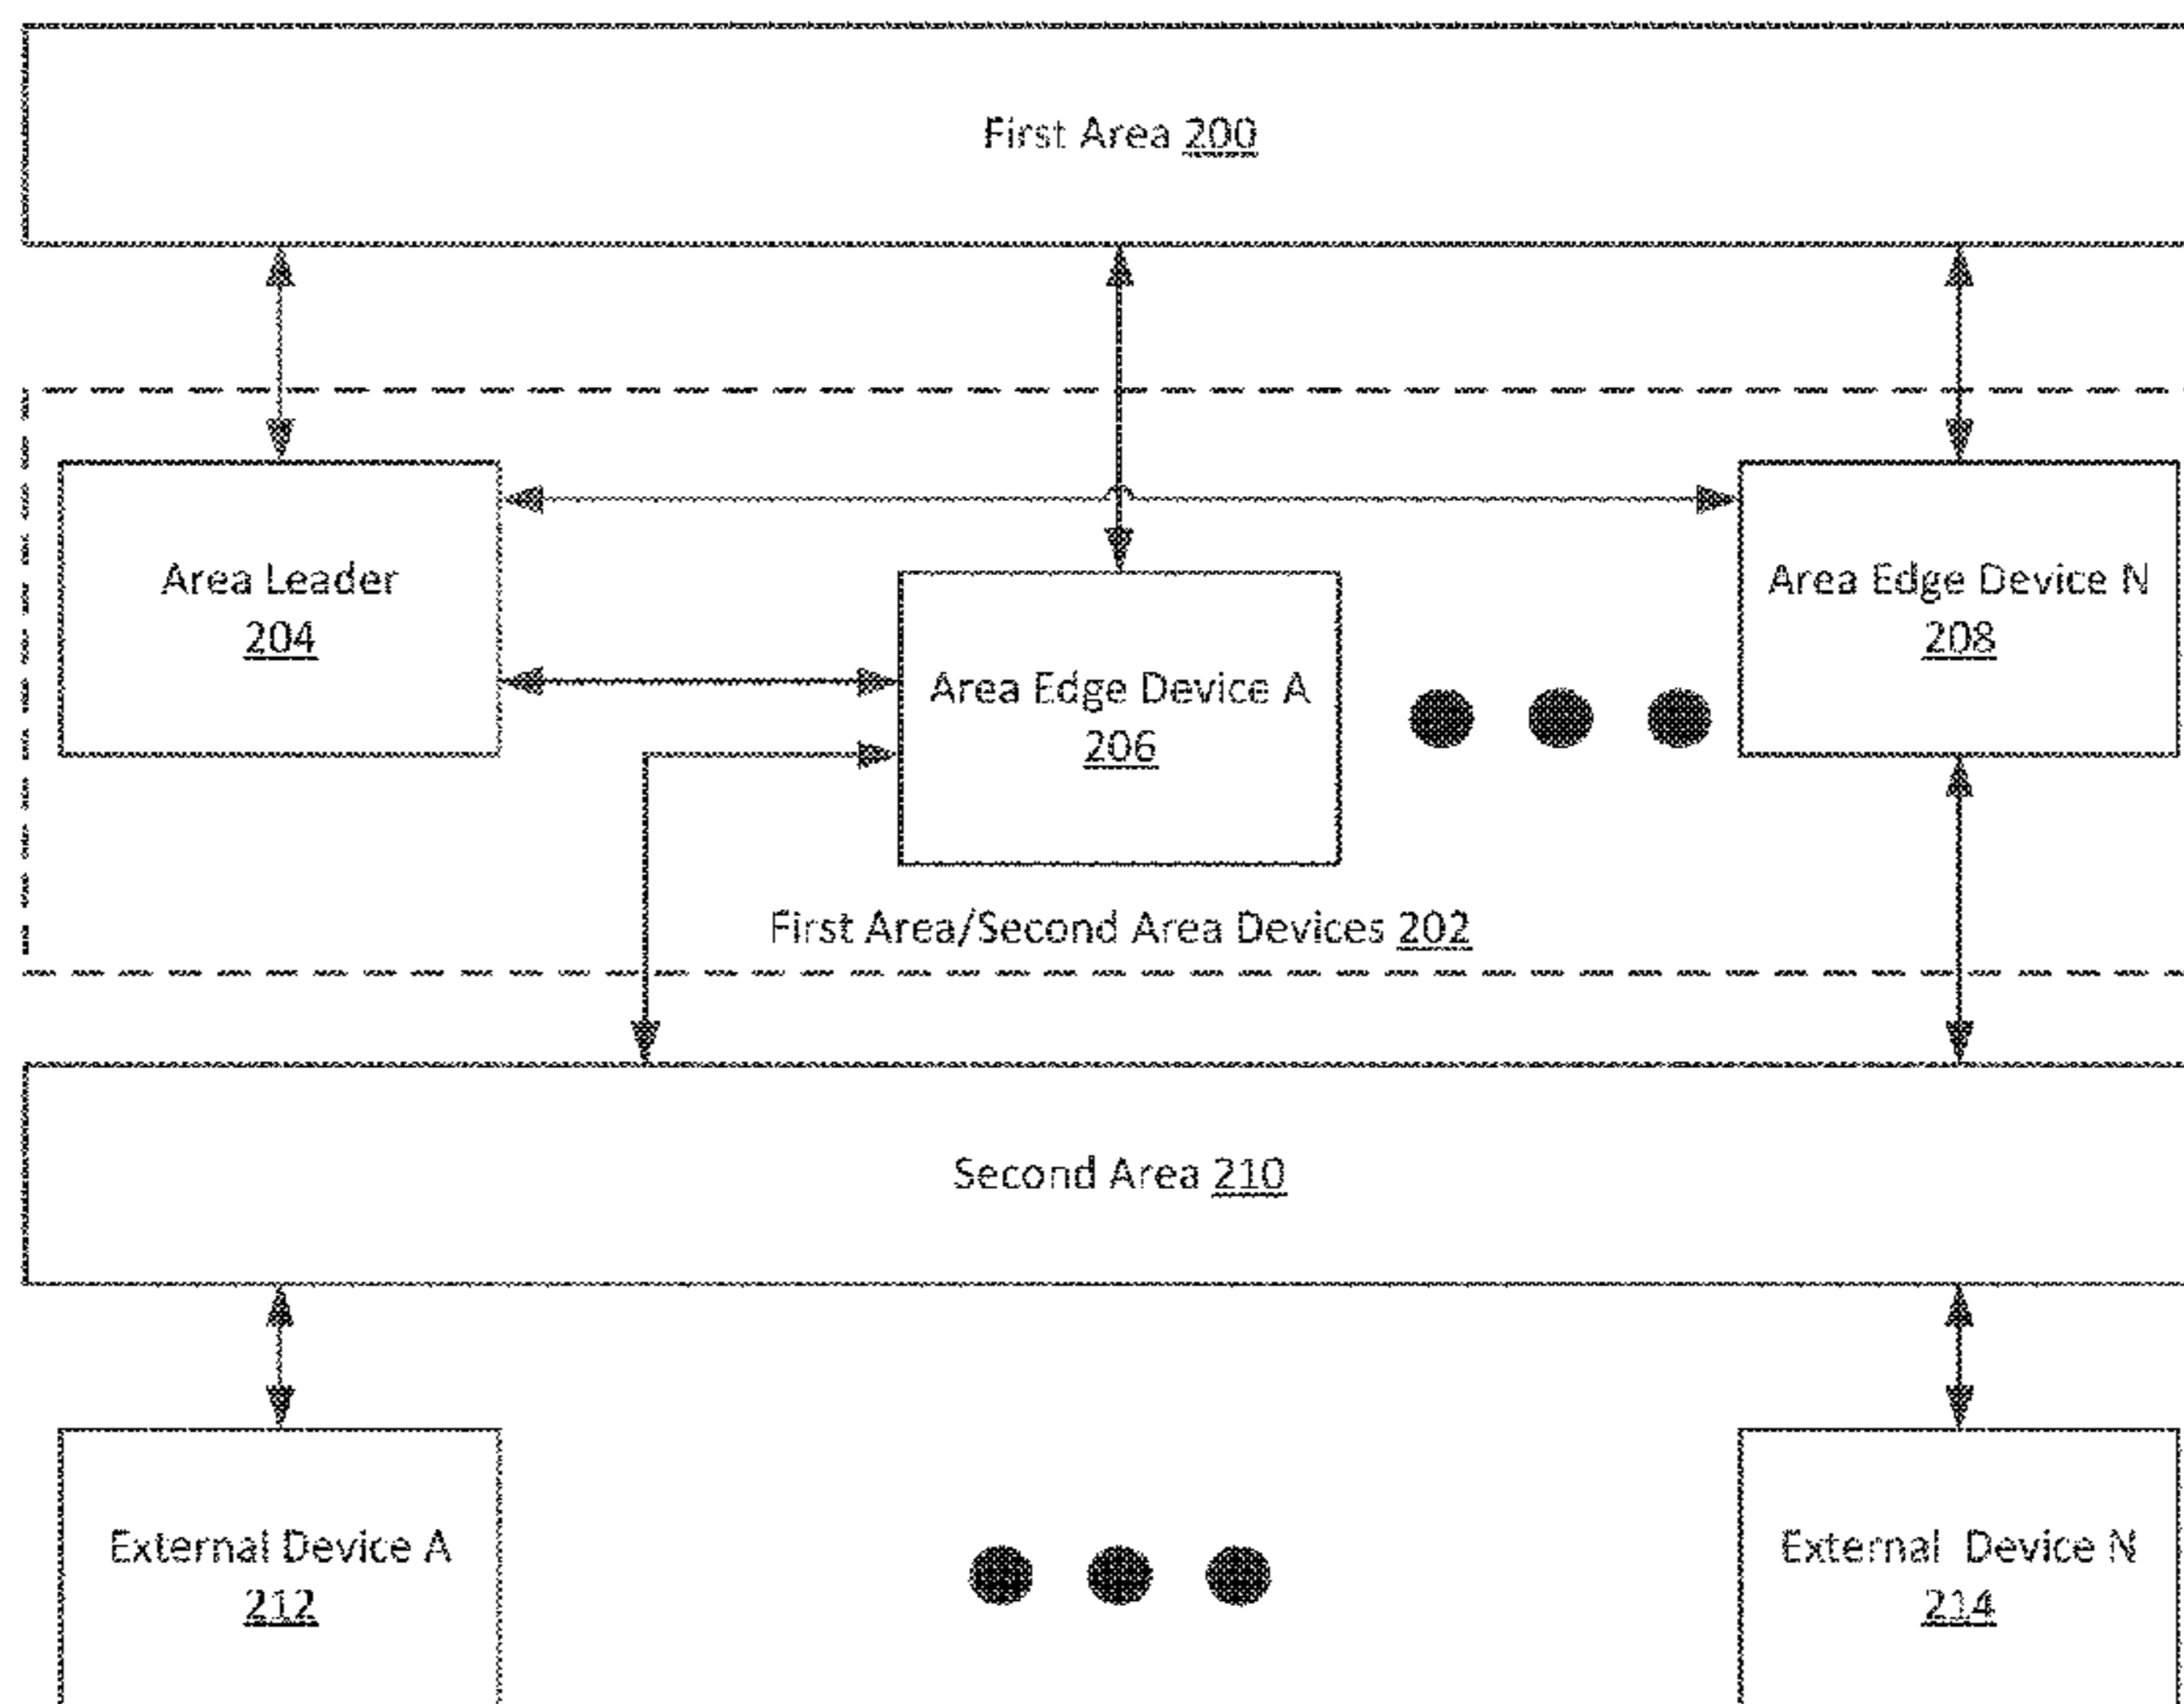 First Area 200
Area Leader
204
Area Edge Device A
206
Area Edge Device N
208
First Area/Second Area Devices 202
Second Area 210
External Device A
212
External Device N
214